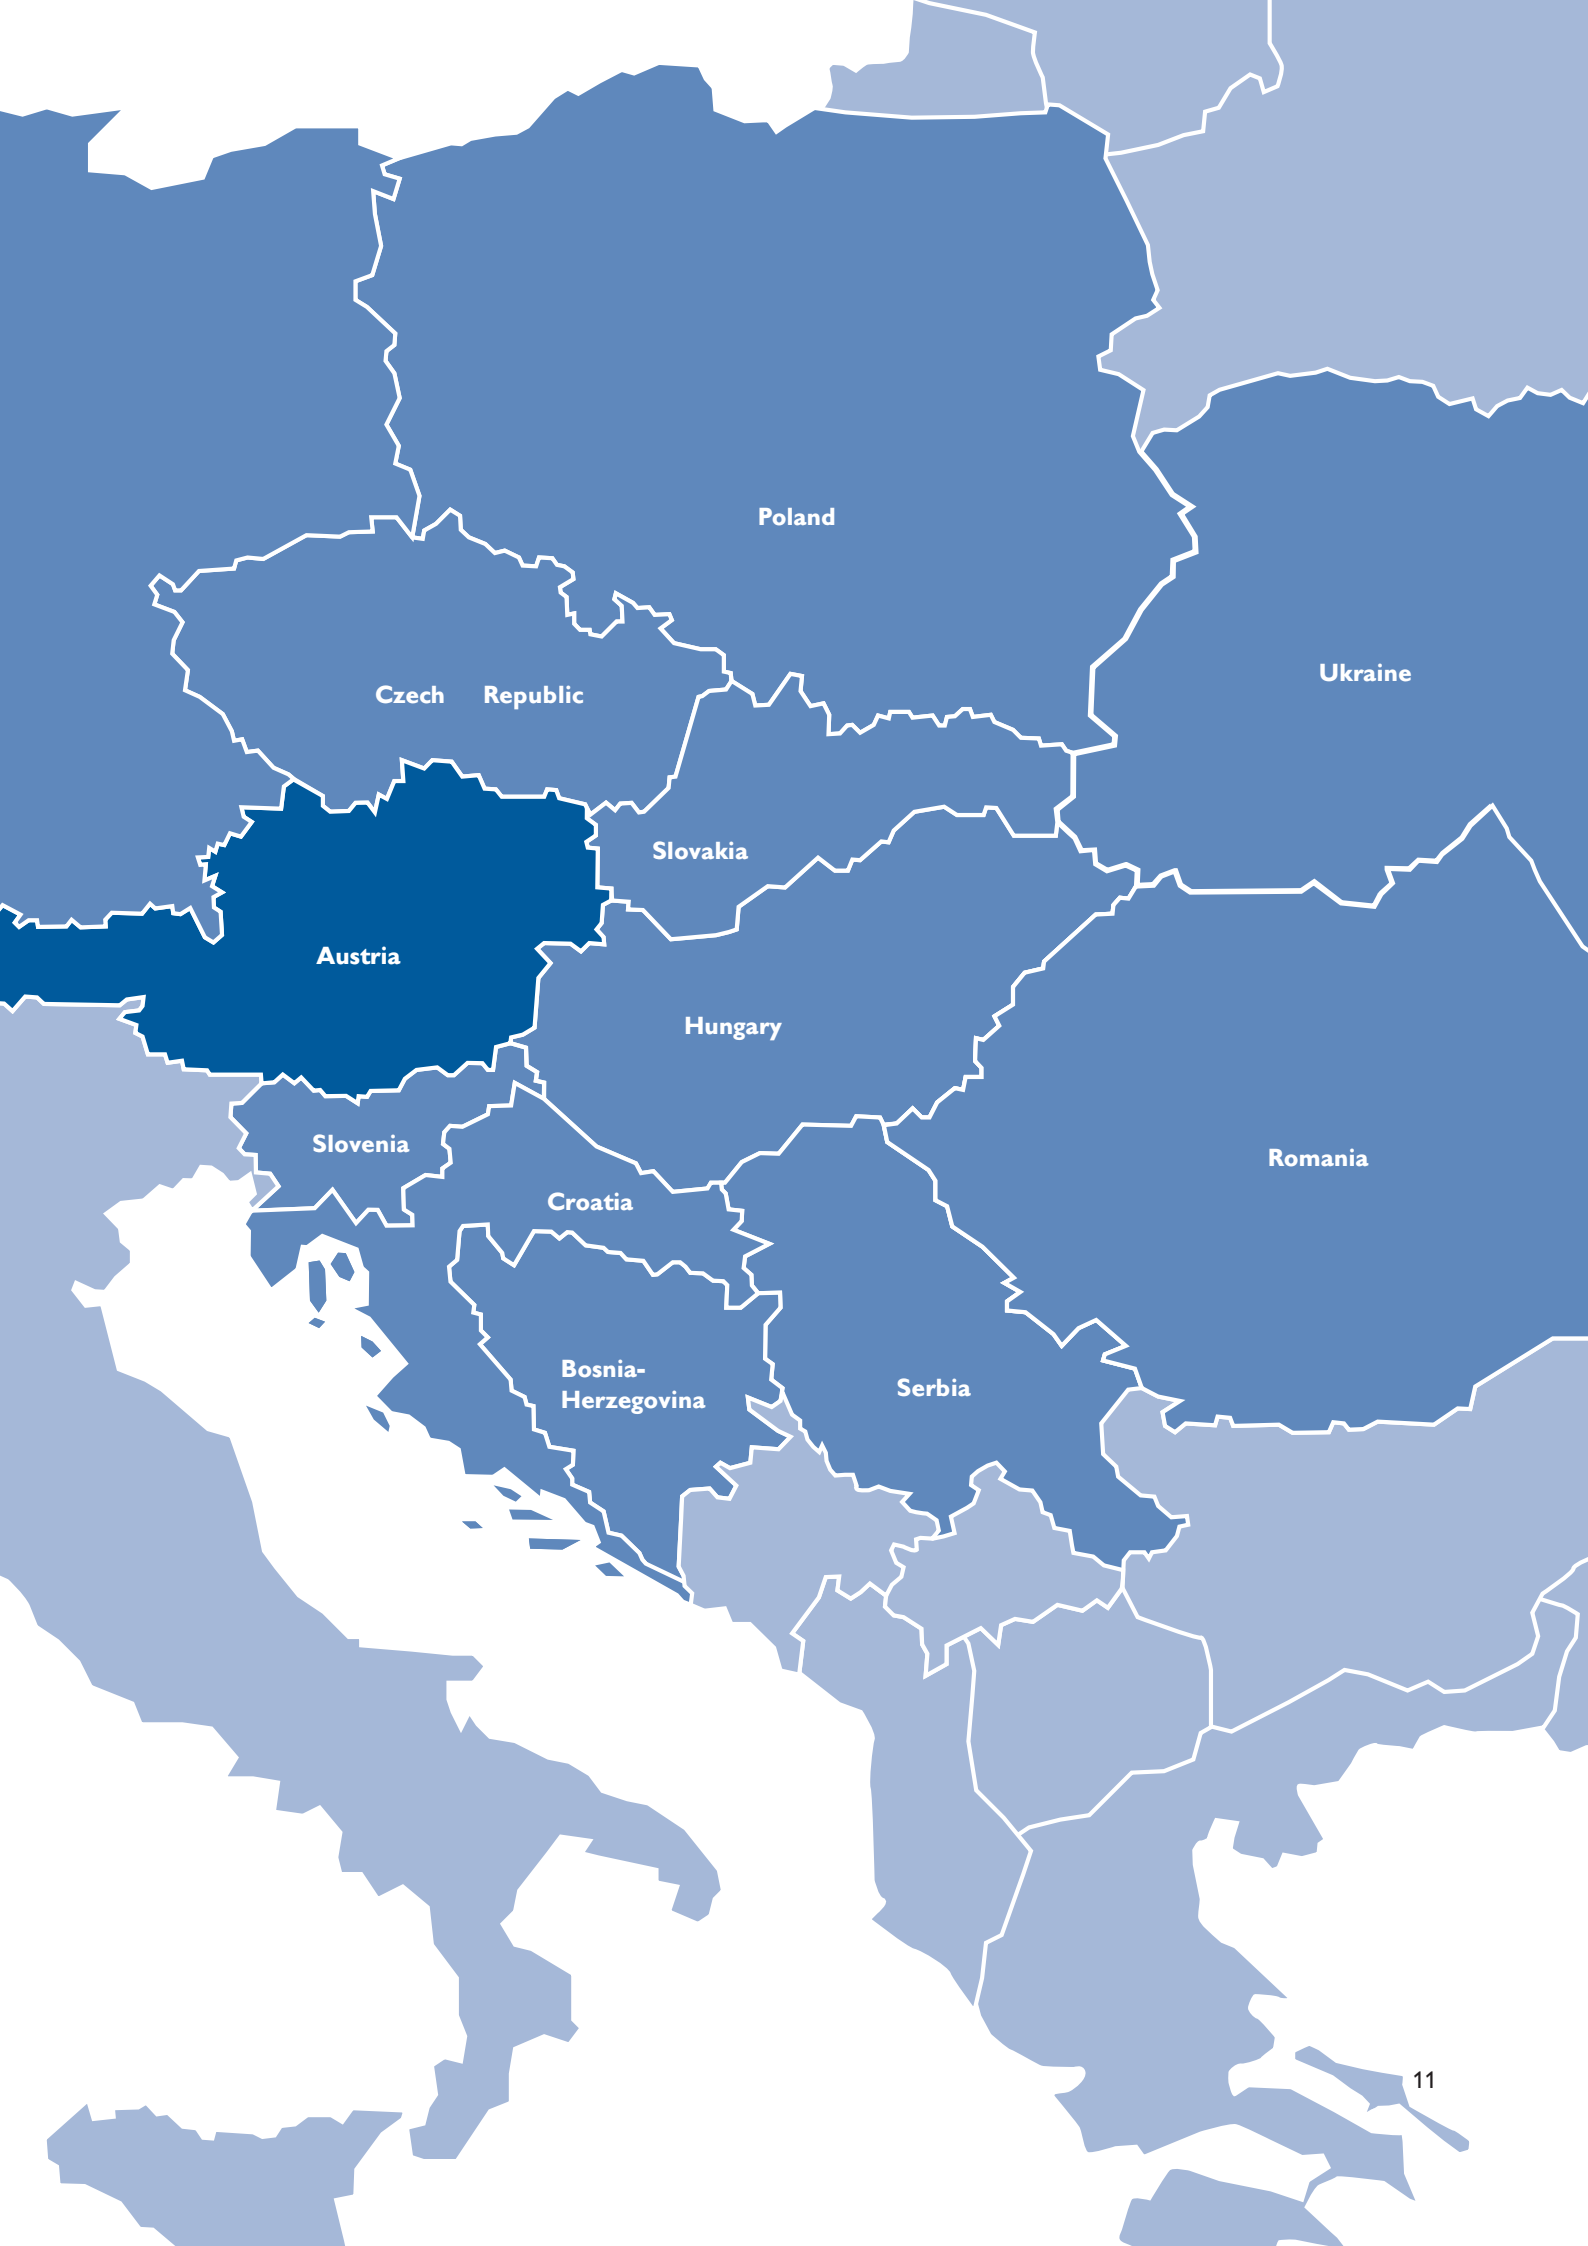 Poland
Ukraine
Czech Republic
Slovakia
Austria
Hungary
Slovenia
Romania
Croatia
Bosnia-
Herzegovina
Serbia
11